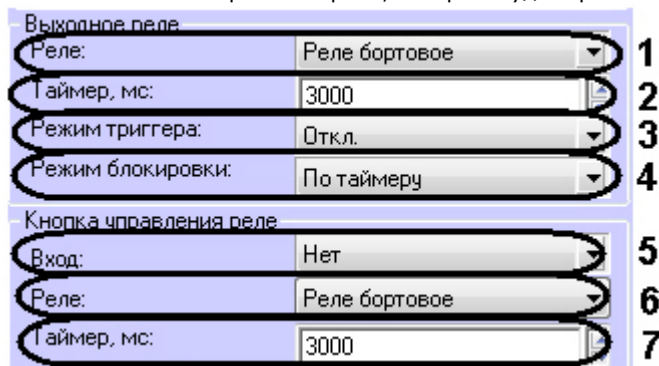 Выходное реле
Реле: Реле бортовое 1
Таймер, мс: 3000 2
Режим триггера: Откл. 3
Режим блокировки: По таймеру 4
Кнопка управления реле
Вход: Нет 5
Реле: Реле бортовое 6
Таймер, мс: 3000 7